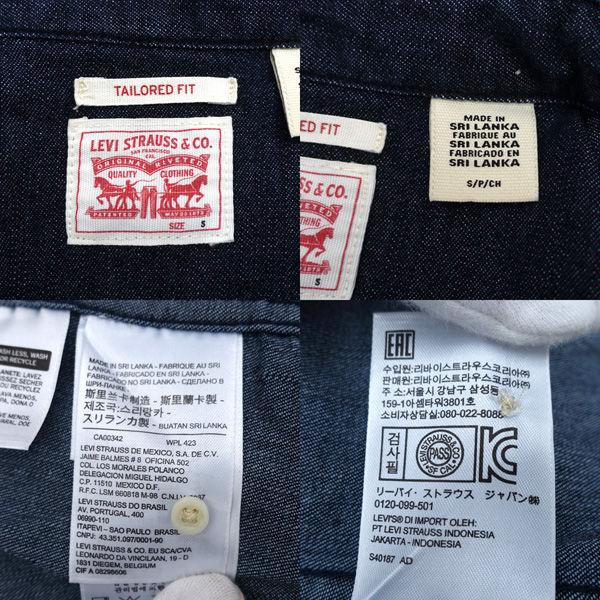 TAILORED FIT
LEVI STRAUSS & CO.
SAN FRANCISCO
CAL
ORIGINAL RIVETED
QUALITY CLOTHING
PATENTED MAY 20 1873
SIZE S
ED FIT
S & CO.
S
MADE IN
SRI LANKA
FABRIQUE AU
SRI LANKA
FABRICADO EN
SRI LANKA
S/P/CH
ASH LESS, WASH
OR RECYCLE
MADE IN SRI LANKA - FABRIQUE AU SRI
LANKA - FABRICADO EN SRI LANKA -
FABRICADO NO SRI LANKA - СДЕЛАНО В
ШРИ-ЛАНКЕ
斯里兰卡制造 - 斯里蘭卡製 -
제조국:스리랑카 -
スリランカ製 - BUATAN SRI LANKA
CA00342 WPL 423
LEVI STRAUSS DE MEXICO, S.A. DE C.V.
JAIME BALMES # 8 OFICINA 502
COL. LOS MORALES POLANCO
DELEGACION MIGUEL HIDALGO
C.P. 11510 MEXICO D.F.
R.F.C. LSM 660818 M-98
LEVI STRAUSS DO BRASIL
AV, PORTUGAL, 400
06990-110
ITAPEVI – SAO PAULO BRASIL
CNPJ: 43.351.097/0001-90
LEVI STRAUSS & CO. EU SCA/CVA
LEONARDO DA VINCILAAN, 19 - D
1831 DIEGEM, BELGIUM
CIF A 08298606
EAC
수입원:리바이스트라우스코리아㈜
판매원:리바이스트라우스코리아㈜
주소:서울시 강남구 삼성동
159-1아셈타워3801호
소비자상담실:080-022-8088
검사필
LEVI STRAUSS & CO
PASS
SF CAL
リーバイ・ストラウス ジャパン㈱
0120-099-501
LEVI'S® DI IMPORT OLEH:
PT LEVI STRAUSS INDONESIA
JAKARTA - INDONESIA
S40187 AD